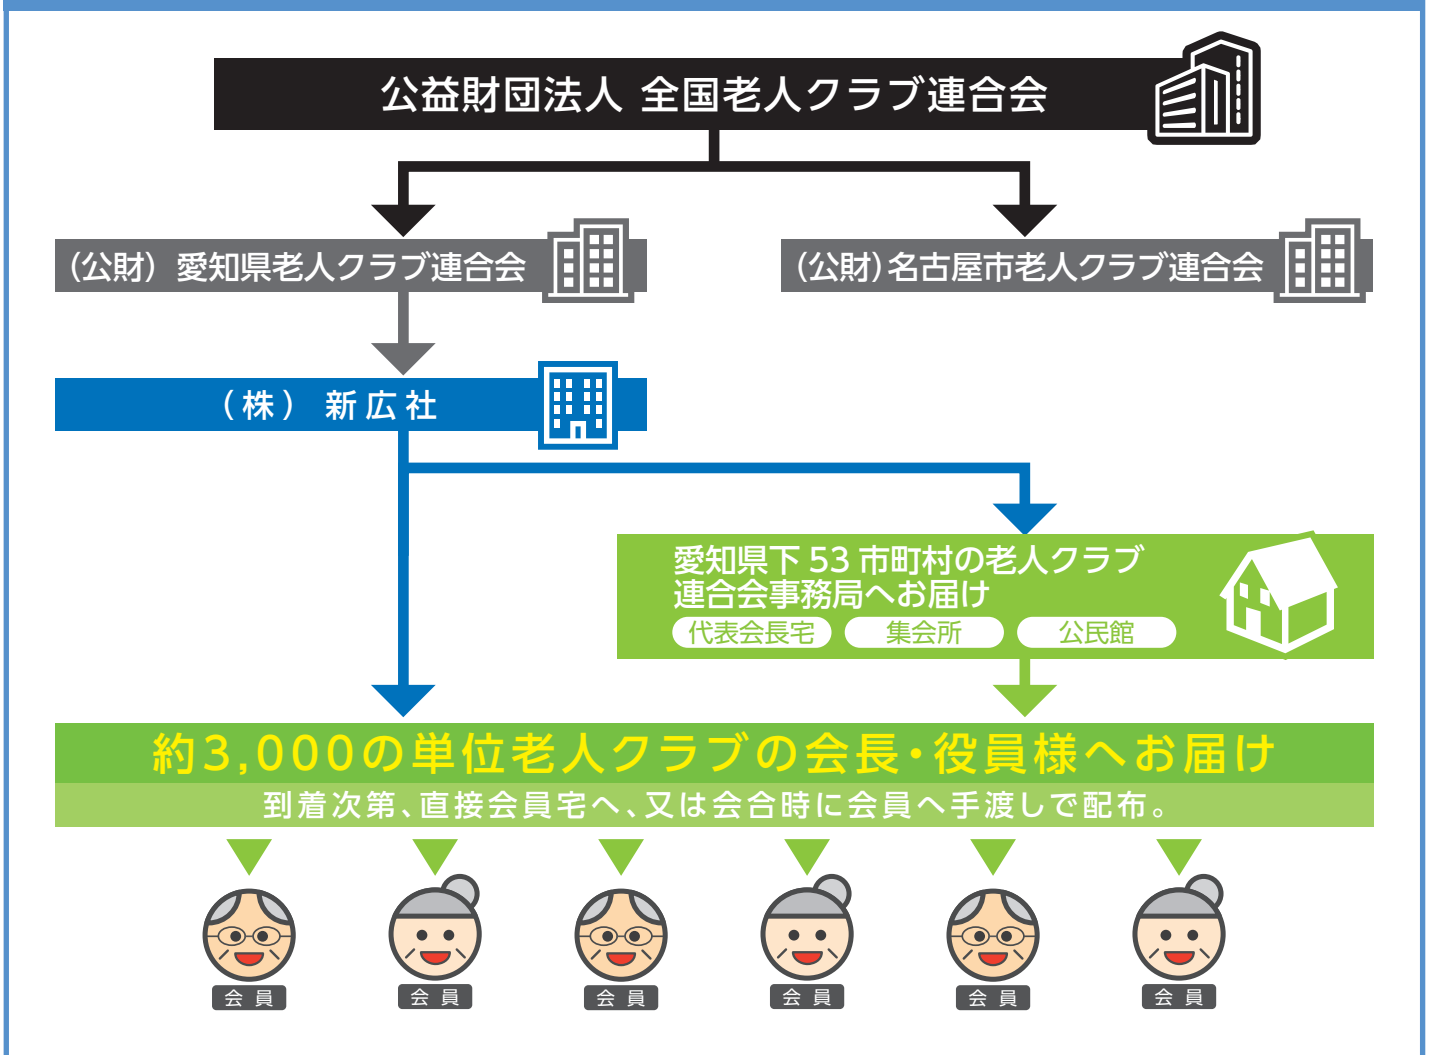 公益財団法人 全国老人クラブ連合会
（公財）愛知県老人クラブ連合会
（公財）名古屋市老人クラブ連合会
（株） 新広社
愛知県下 53 市町村の老人クラブ
連合会事務局へお届け
代表会長宅 集会所 公民館
約3,000の単位老人クラブの会長・役員様へお届け
到着次第、直接会員宅へ、又は会合時に会員へ手渡しで配布。
会員 会員 会員 会員 会員 会員